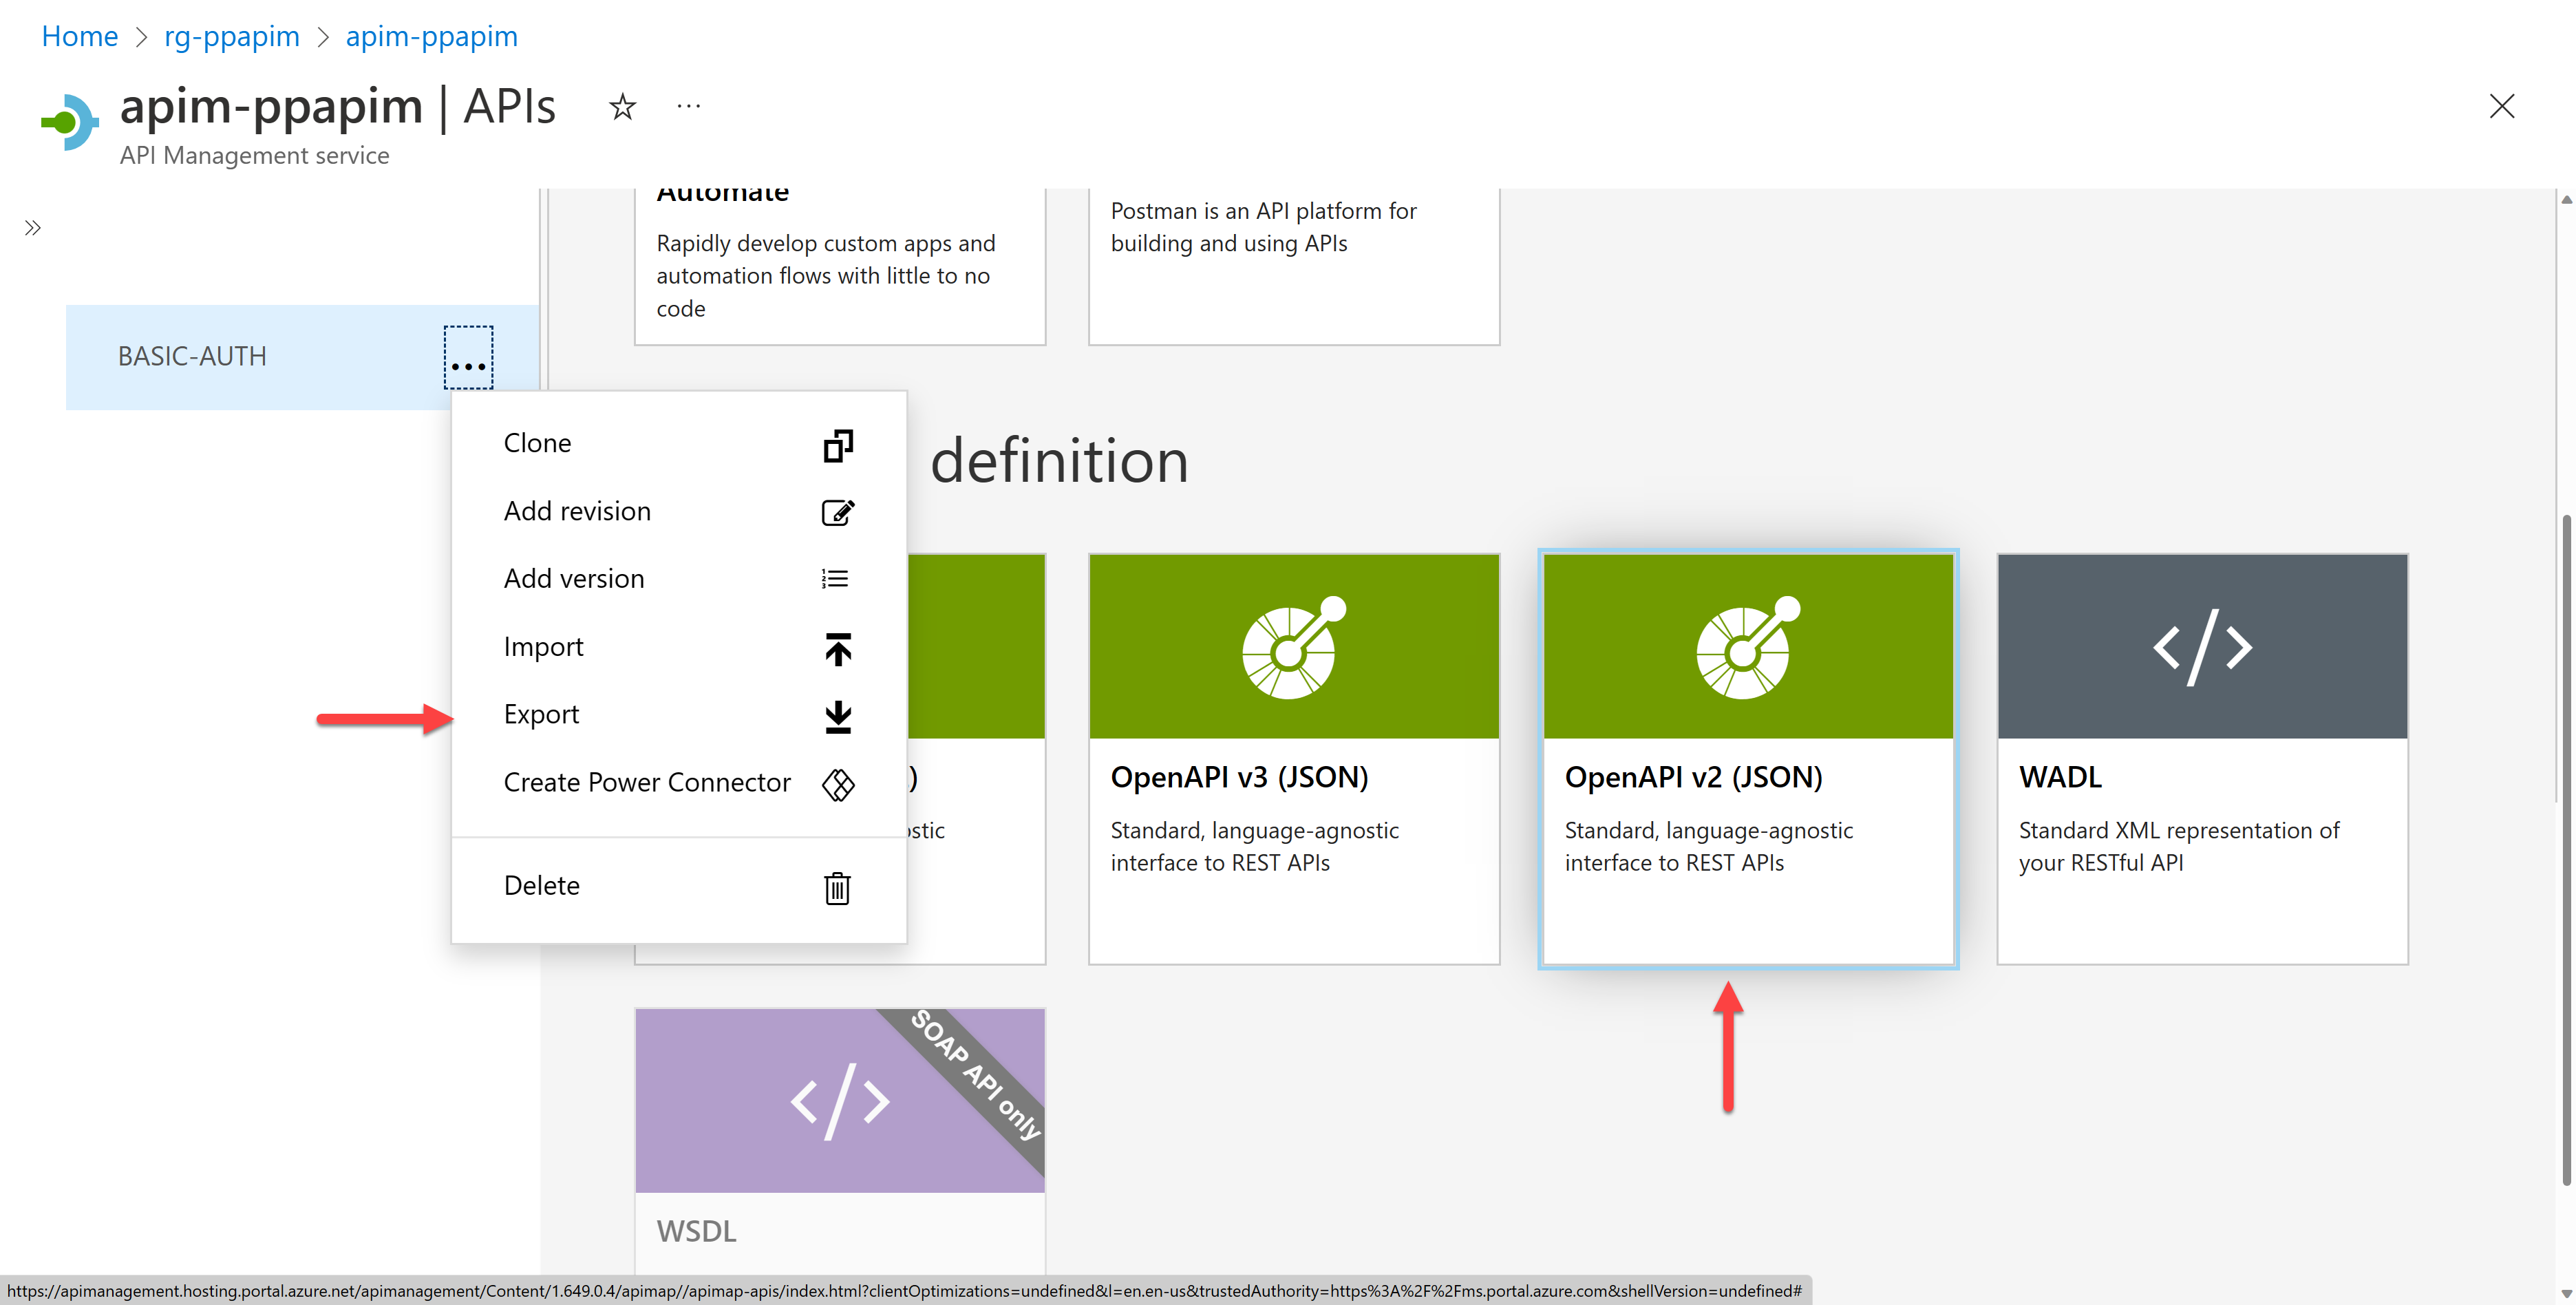 Home > rg-ppapim > apim-ppapim
apim-ppapim | APIs
API Management service
BASIC-AUTH
Clone
Add revision
Add version
Import
Export
Create Power Connector
Delete
Automate
Rapidly develop custom apps and
automation flows with little to no
code
Postman is an API platform for
building and using APIs
definition
)
OpenAPI v3 (JSON)
Standard, language-agnostic
interface to REST APIs
OpenAPI v2 (JSON)
Standard, language-agnostic
interface to REST APIs
WADL
Standard XML representation of
your RESTful API
SOAP API only
WSDL
https://apimanagement.hosting.portal.azure.net/apimanagement/Content/1.649.0.4/apimap//apimap-apis/index.html?clientOptimizations=undefined&l=en.en-us&trustedAuthority=https%3A%2F%2Fms.portal.azure.com&shellVersion=undefined#